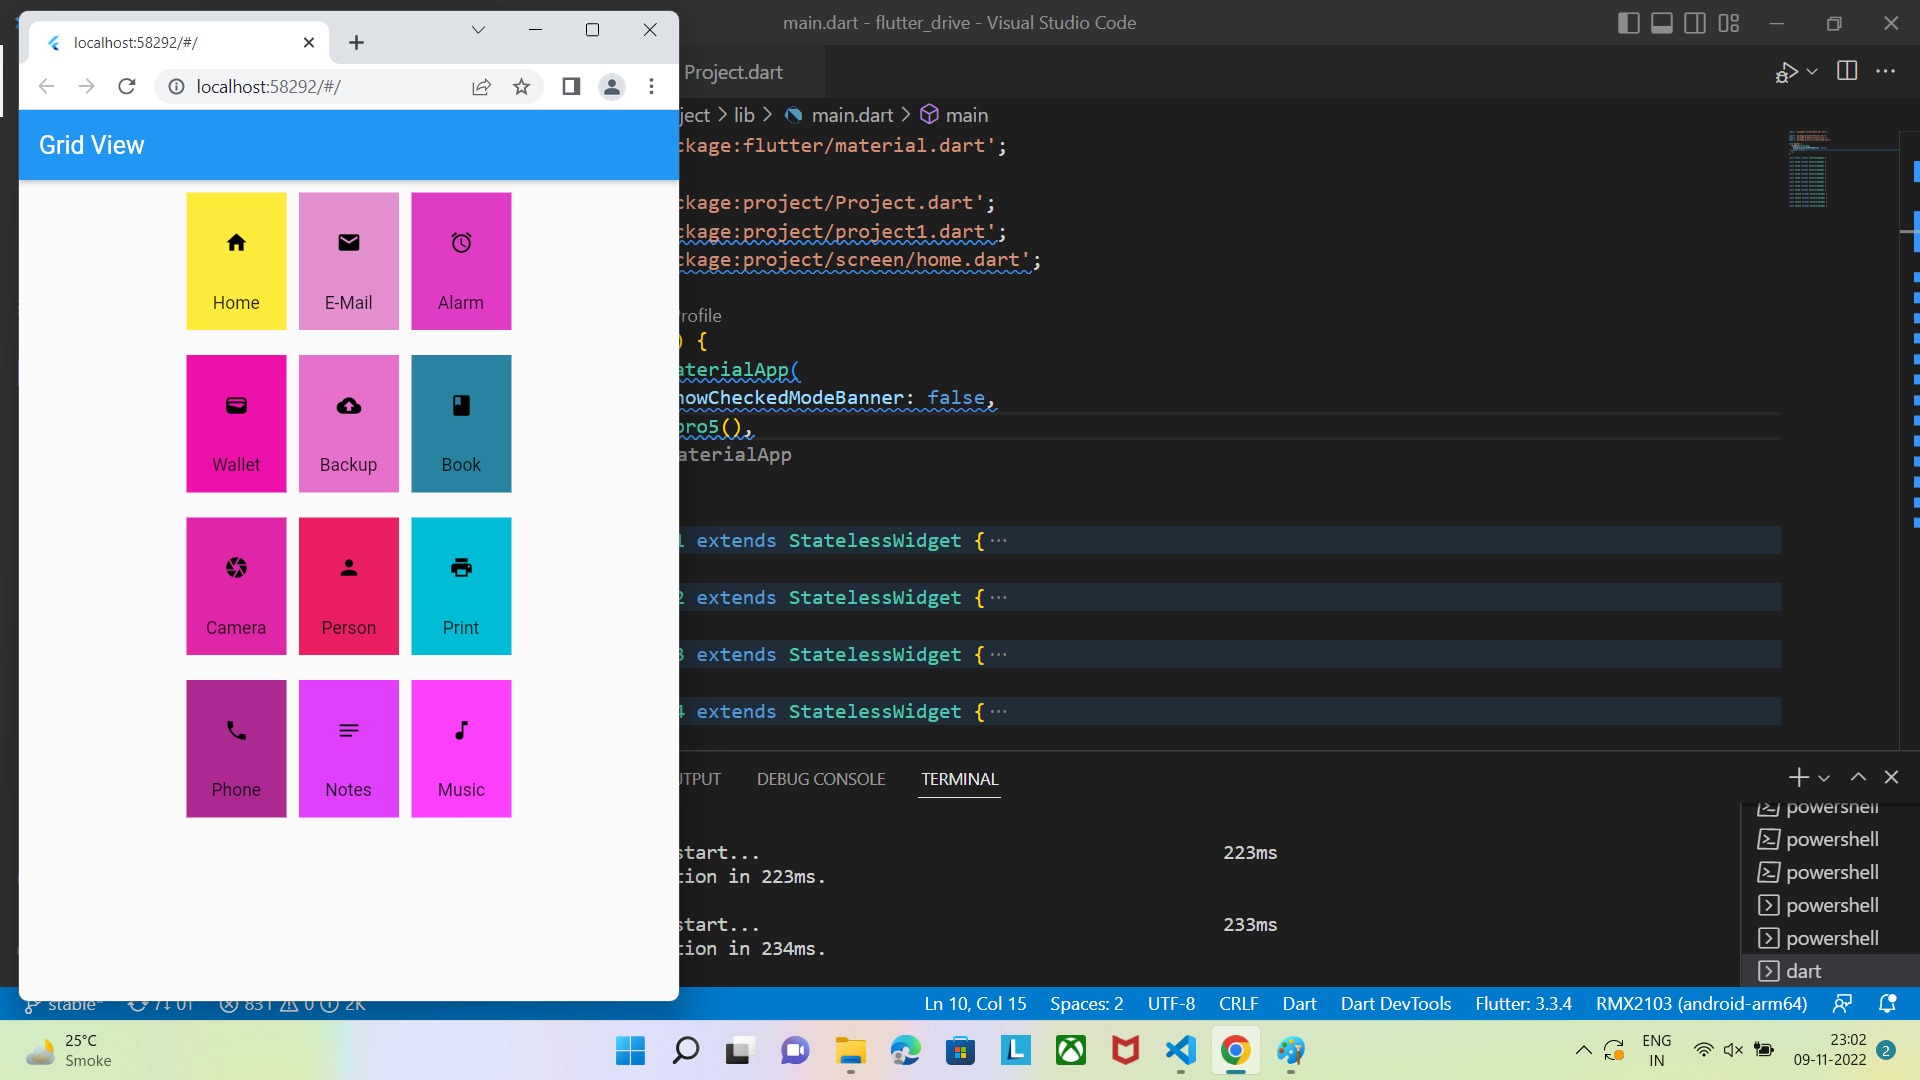 localhost:58292/#/
localhost:58292/#/
Grid View
Home
E-Mail
Alarm
Wallet
Backup
Book
Camera
Person
Print
Phone
Notes
Music
main.dart - flutter_drive - Visual Studio Code
Project.dart
ject > lib > main.dart > main
ckage:flutter/material.dart';
ckage:project/Project.dart';
ckage:project/project1.dart';
ckage:project/screen/home.dart';
rofile
) {
aterialApp(
howCheckedModeBanner: false,
pro5(),
aterialApp
1 extends StatelessWidget {···
2 extends StatelessWidget {···
3 extends StatelessWidget {···
4 extends StatelessWidget {···
UTPUT
DEBUG CONSOLE
TERMINAL
start... 223ms
tion in 223ms.
start... 233ms
tion in 234ms.
powershell
powershell
powershell
powershell
powershell
dart
stable*
831 0 2K
Ln 10, Col 15
Spaces: 2
UTF-8
CRLF
Dart
Dart DevTools
Flutter: 3.3.4
RMX2103 (android-arm64)
25°C
Smoke
ENG
IN
23:02
09-11-2022
2